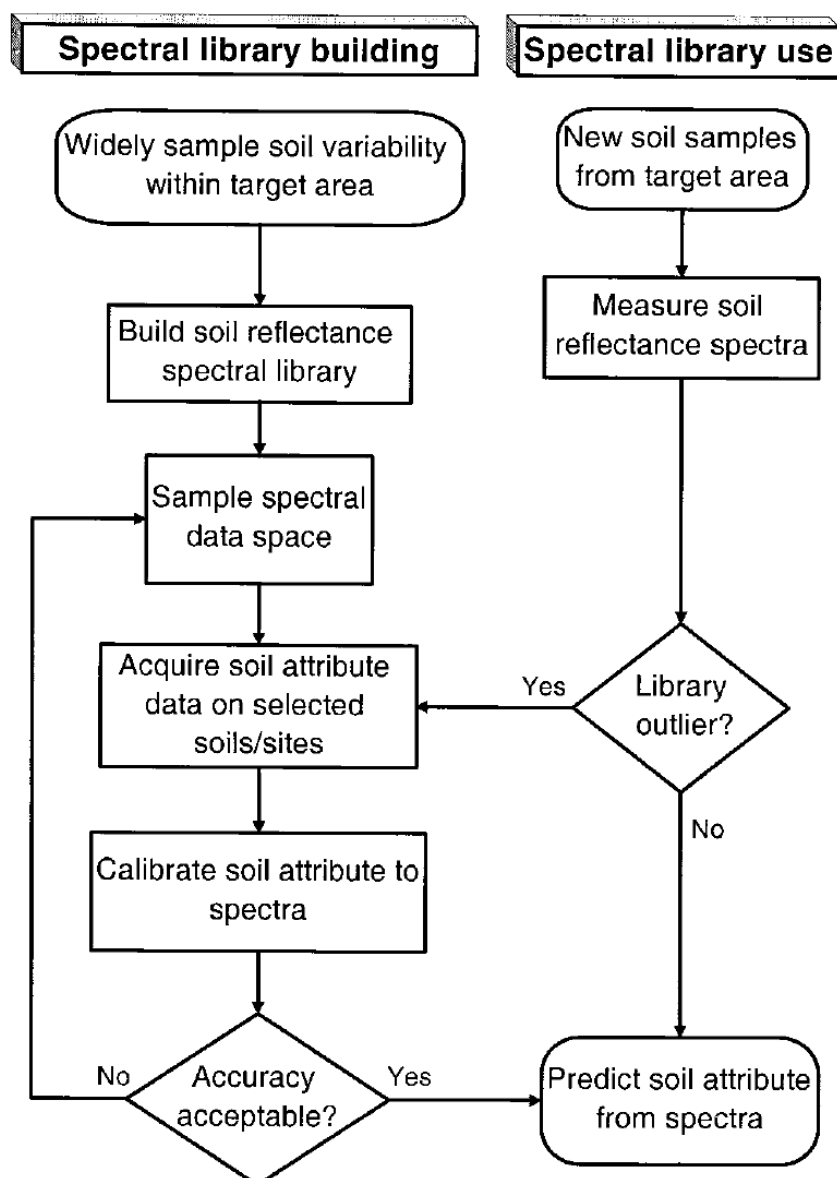 Spectral library building
Widely sample soil variability
within target area
Build soil reflectance
spectral library
Sample spectral
data space
Acquire soil attribute
data on selected
soils/sites
Calibrate soil attribute to
spectra
Accuracy
acceptable?
No
Yes
Spectral library use
New soil samples
from target area
Measure soil
reflectance spectra
Library
outlier?
Yes
No
Predict soil attribute
from spectra